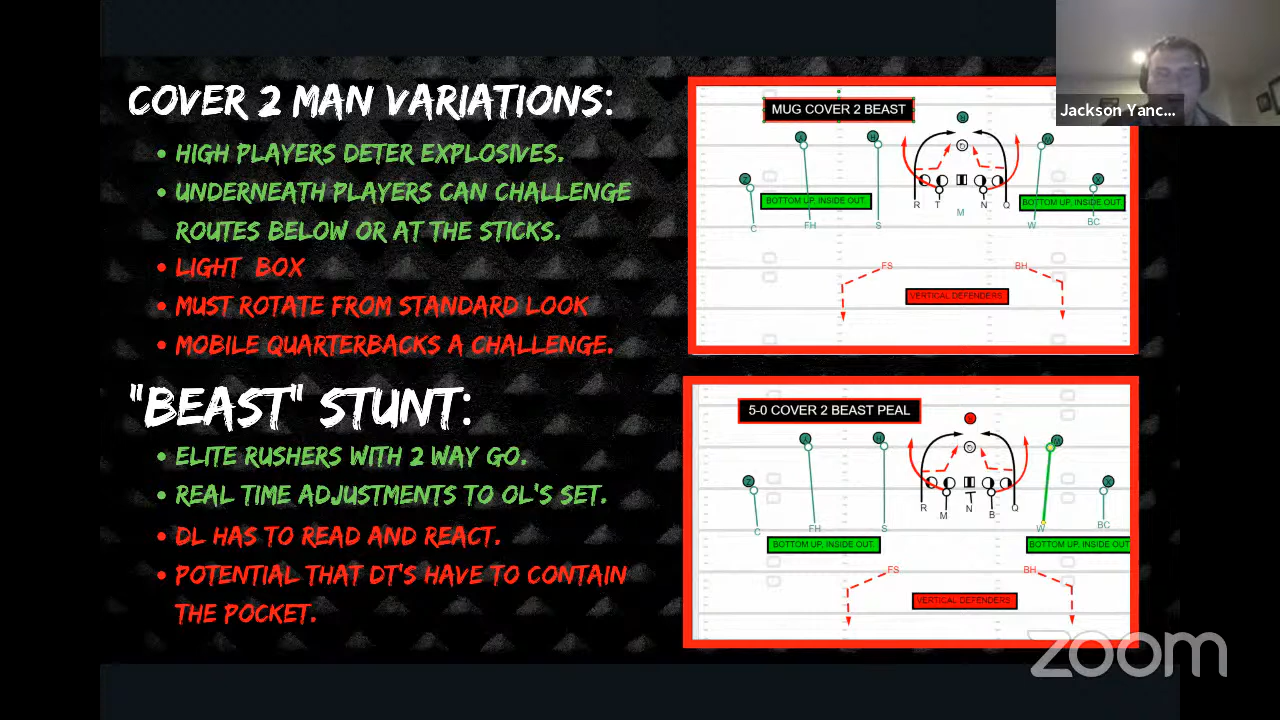 COVER 2 MAN VARIATIONS:
• HIGH PLAYERS DETER EXPLOSIVES.
• UNDERNEATH PLAYERS CAN CHALLENGE
ROUTES BELOW OR AT THE STICKS.
• LIGHT BOX
• MUST ROTATE FROM STANDARD LOOK
• MOBILE QUARTERBACKS A CHALLENGE.
"BEAST" STUNT:
• ELITE RUSHERS WITH 2 WAY GO.
• REAL TIME ADJUSTMENTS TO OL'S SET.
• DL HAS TO READ AND REACT.
• POTENTIAL THAT DT'S HAVE TO CONTAIN
THE POCKET.
MUG COVER 2 BEAST
Y H W
Z X
BOTTOM UP, INSIDE OUT. BOTTOM UP, INSIDE OUT.
R T N Q
M
C FH S W BC
FS BH
VERTICAL DEFENDERS
5-0 COVER 2 BEAST PEAL
Y H W
Z X
R M N B Q
C FH S W BC
BOTTOM UP, INSIDE OUT. BOTTOM UP, INSIDE OUT
FS BH
VERTICAL DEFENDERS
Jackson Yanc...
zoom